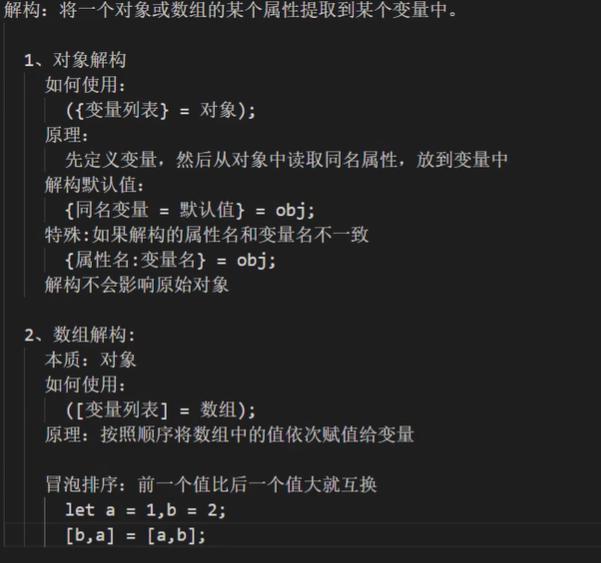 解构：将一个对象或数组的某个属性提取到某个变量中。
1、对象解构
如何使用：
({变量列表} = 对象);
原理：
先定义变量，然后从对象中读取同名属性，放到变量中
解构默认值：
{同名变量 = 默认值} = obj;
特殊:如果解构的属性名和变量名不一致
{属性名:变量名} = obj;
解构不会影响原始对象
2、数组解构:
本质：对象
如何使用：
([变量列表] = 数组);
原理：按照顺序将数组中的值依次赋值给变量
冒泡排序：前一个值比后一个值大就互换
let a = 1,b = 2;
[b,a] = [a,b];